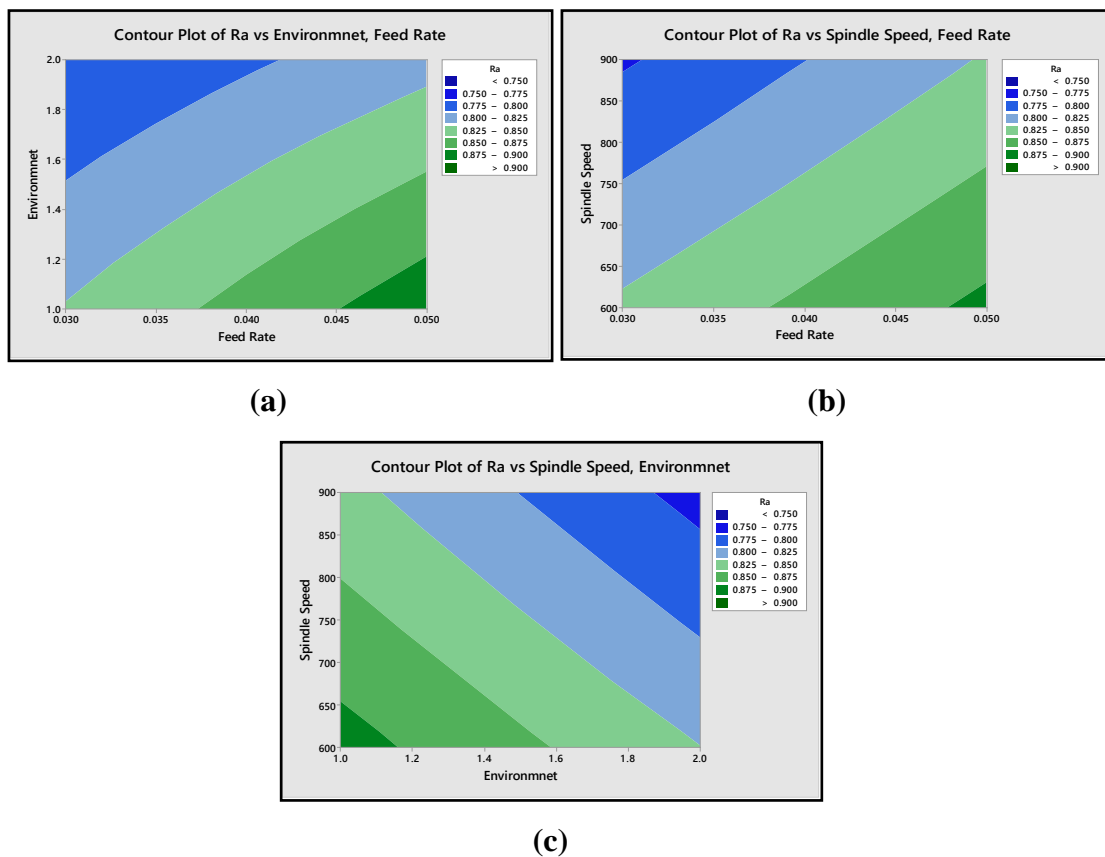 Contour Plot of Ra vs Environmnet, Feed Rate
Ra
< 0.750
0.750 – 0.775
0.775 – 0.800
0.800 – 0.825
0.825 – 0.850
0.850 – 0.875
0.875 – 0.900
> 0.900
Environmnet
2.0
1.8
1.6
1.4
1.2
1.0
0.030
0.035
0.040
0.045
0.050
Feed Rate
(a)
Contour Plot of Ra vs Spindle Speed, Feed Rate
Ra
< 0.750
0.750 – 0.775
0.775 – 0.800
0.800 – 0.825
0.825 – 0.850
0.850 – 0.875
0.875 – 0.900
> 0.900
Spindle Speed
900
850
800
750
700
650
600
0.030
0.035
0.040
0.045
0.050
Feed Rate
(b)
Contour Plot of Ra vs Spindle Speed, Environmnet
Ra
< 0.750
0.750 – 0.775
0.775 – 0.800
0.800 – 0.825
0.825 – 0.850
0.850 – 0.875
0.875 – 0.900
> 0.900
Spindle Speed
900
850
800
750
700
650
600
1.0
1.2
1.4
1.6
1.8
2.0
Environmnet
(c)